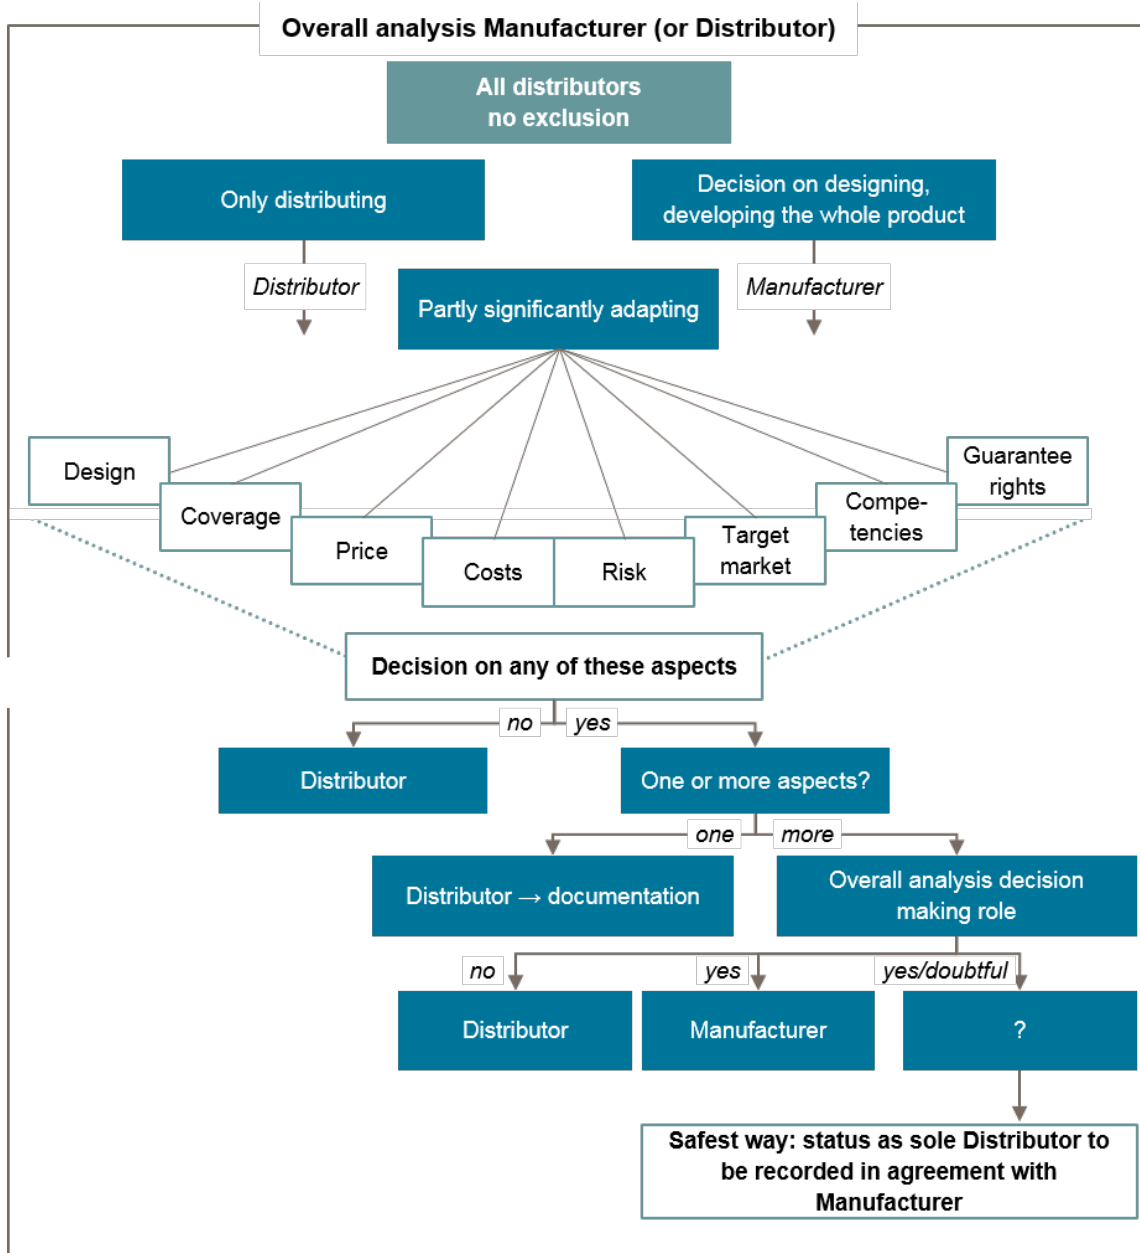 Overall analysis Manufacturer (or Distributor)
All distributors
no exclusion
Only distributing
Decision on designing,
developing the whole product
Distributor
Manufacturer
Partly significantly adapting
Design
Coverage
Price
Costs
Risk
Target
market
Compe-
tencies
Guarantee
rights
Decision on any of these aspects
no
yes
Distributor
One or more aspects?
one
more
Distributor → documentation
Overall analysis decision
making role
no
yes
yes/doubtful
Distributor
Manufacturer
?
Safest way: status as sole Distributor to
be recorded in agreement with
Manufacturer